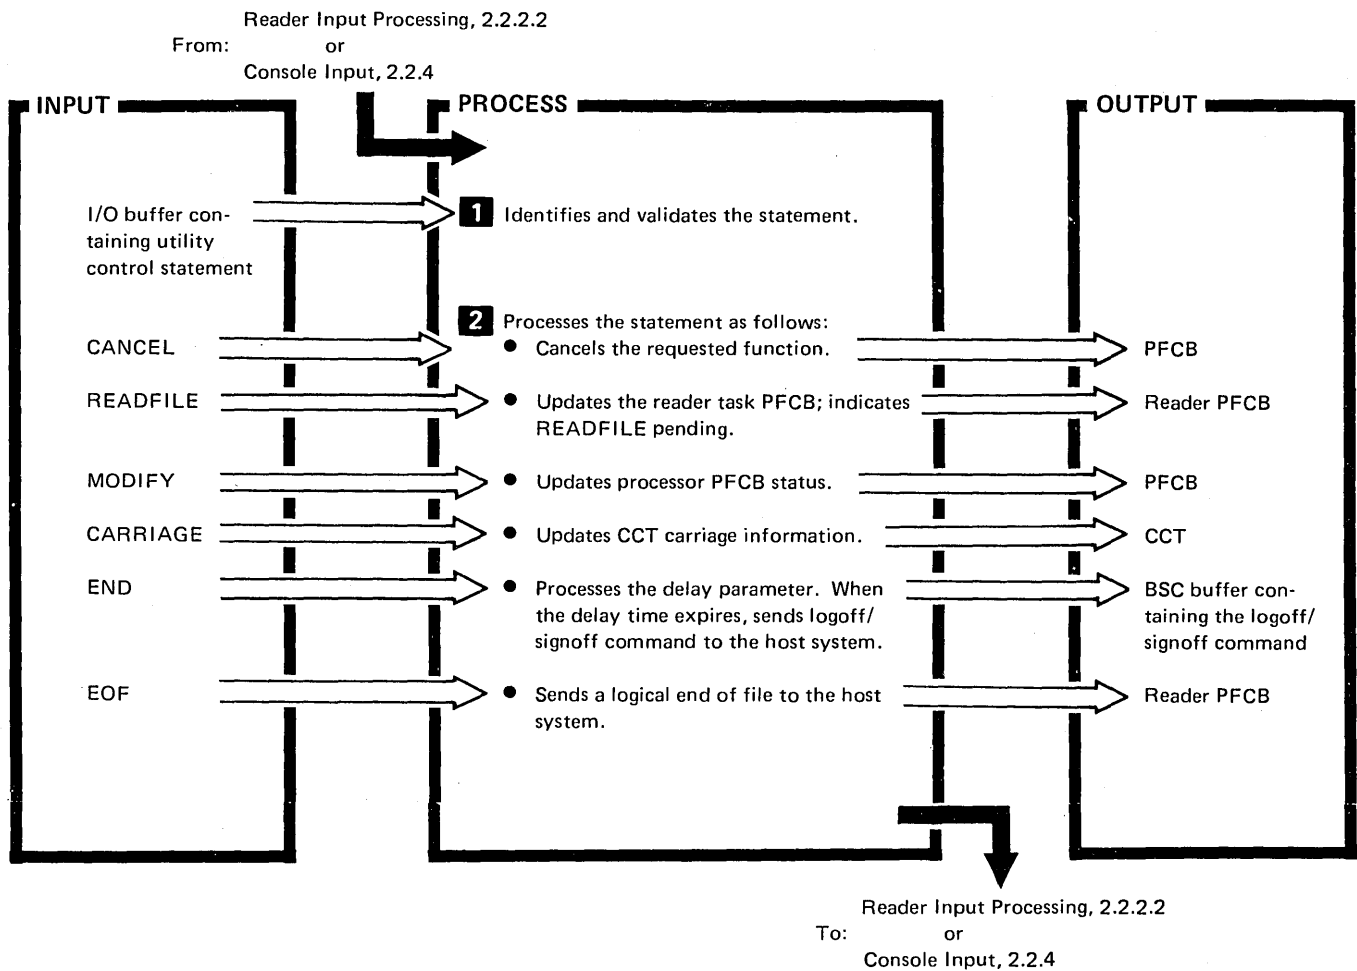 Reader Input Processing, 2.2.2.2
From: or
Console Input, 2.2.4
INPUT
PROCESS
OUTPUT
I/O buffer con-
taining utility
control statement
1 Identifies and validates the statement.
2 Processes the statement as follows:
CANCEL
● Cancels the requested function.
PFCB
READFILE
● Updates the reader task PFCB; indicates
READFILE pending.
Reader PFCB
MODIFY
● Updates processor PFCB status.
PFCB
CARRIAGE
● Updates CCT carriage information.
CCT
END
● Processes the delay parameter. When
the delay time expires, sends logoff/
signoff command to the host system.
BSC buffer con-
taining the logoff/
signoff command
EOF
● Sends a logical end of file to the host
system.
Reader PFCB
Reader Input Processing, 2.2.2.2
To: or
Console Input, 2.2.4